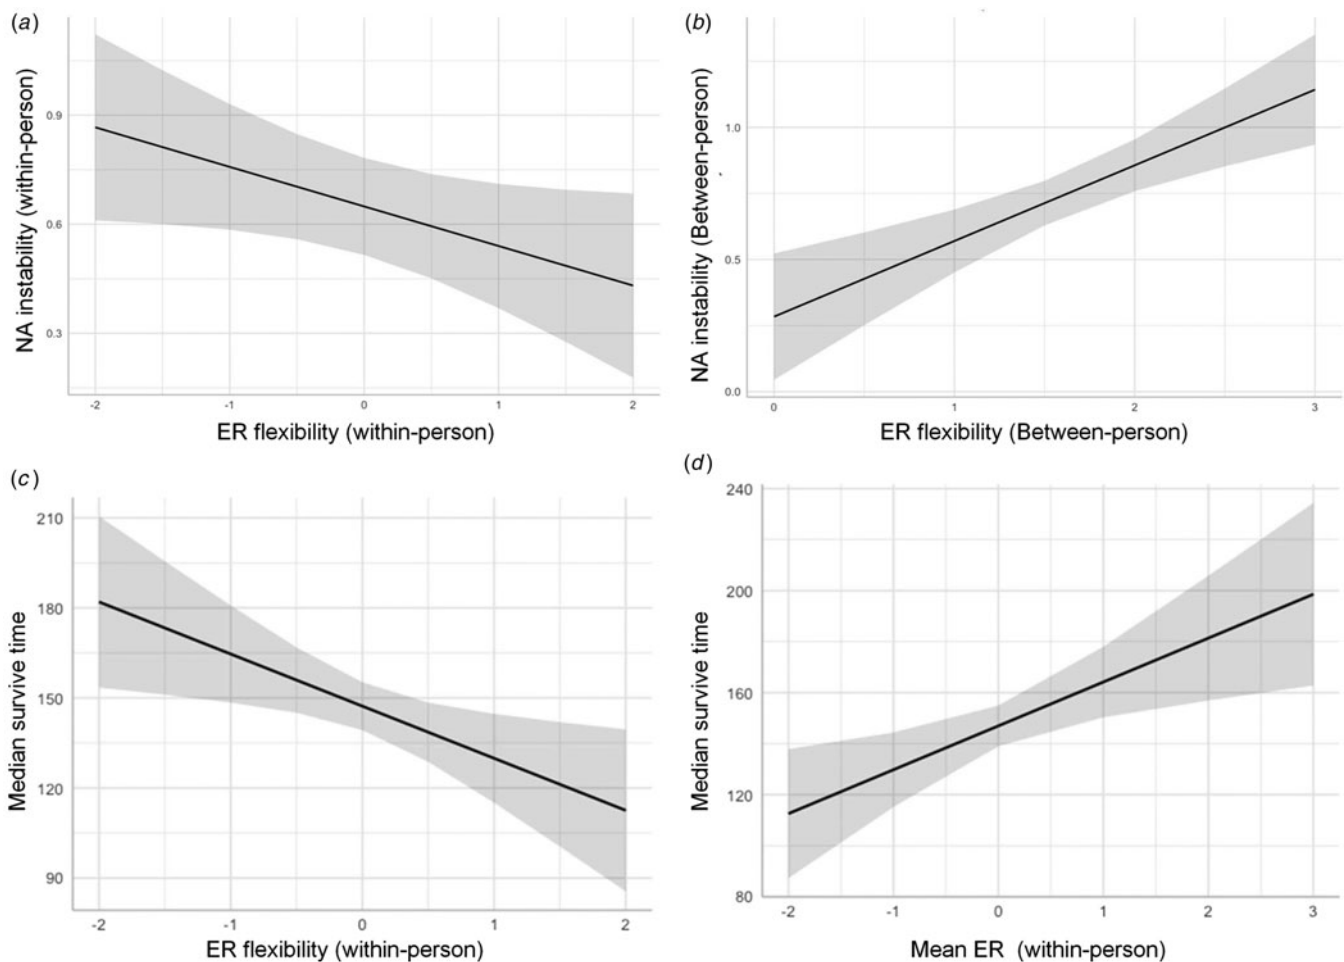 (a)
NA instability (within-person)
0.9
0.6
0.3
-2 -1 0 1 2
ER flexibility (within-person)
(b)
NA instability (Between-person)
1.0
0.5
0.0
0 1 2 3
ER flexibility (Between-person)
(c)
Median survive time
210
180
150
120
90
-2 -1 0 1 2
ER flexibility (within-person)
(d)
Median survive time
240
200
160
120
80
-2 -1 0 1 2 3
Mean ER (within-person)